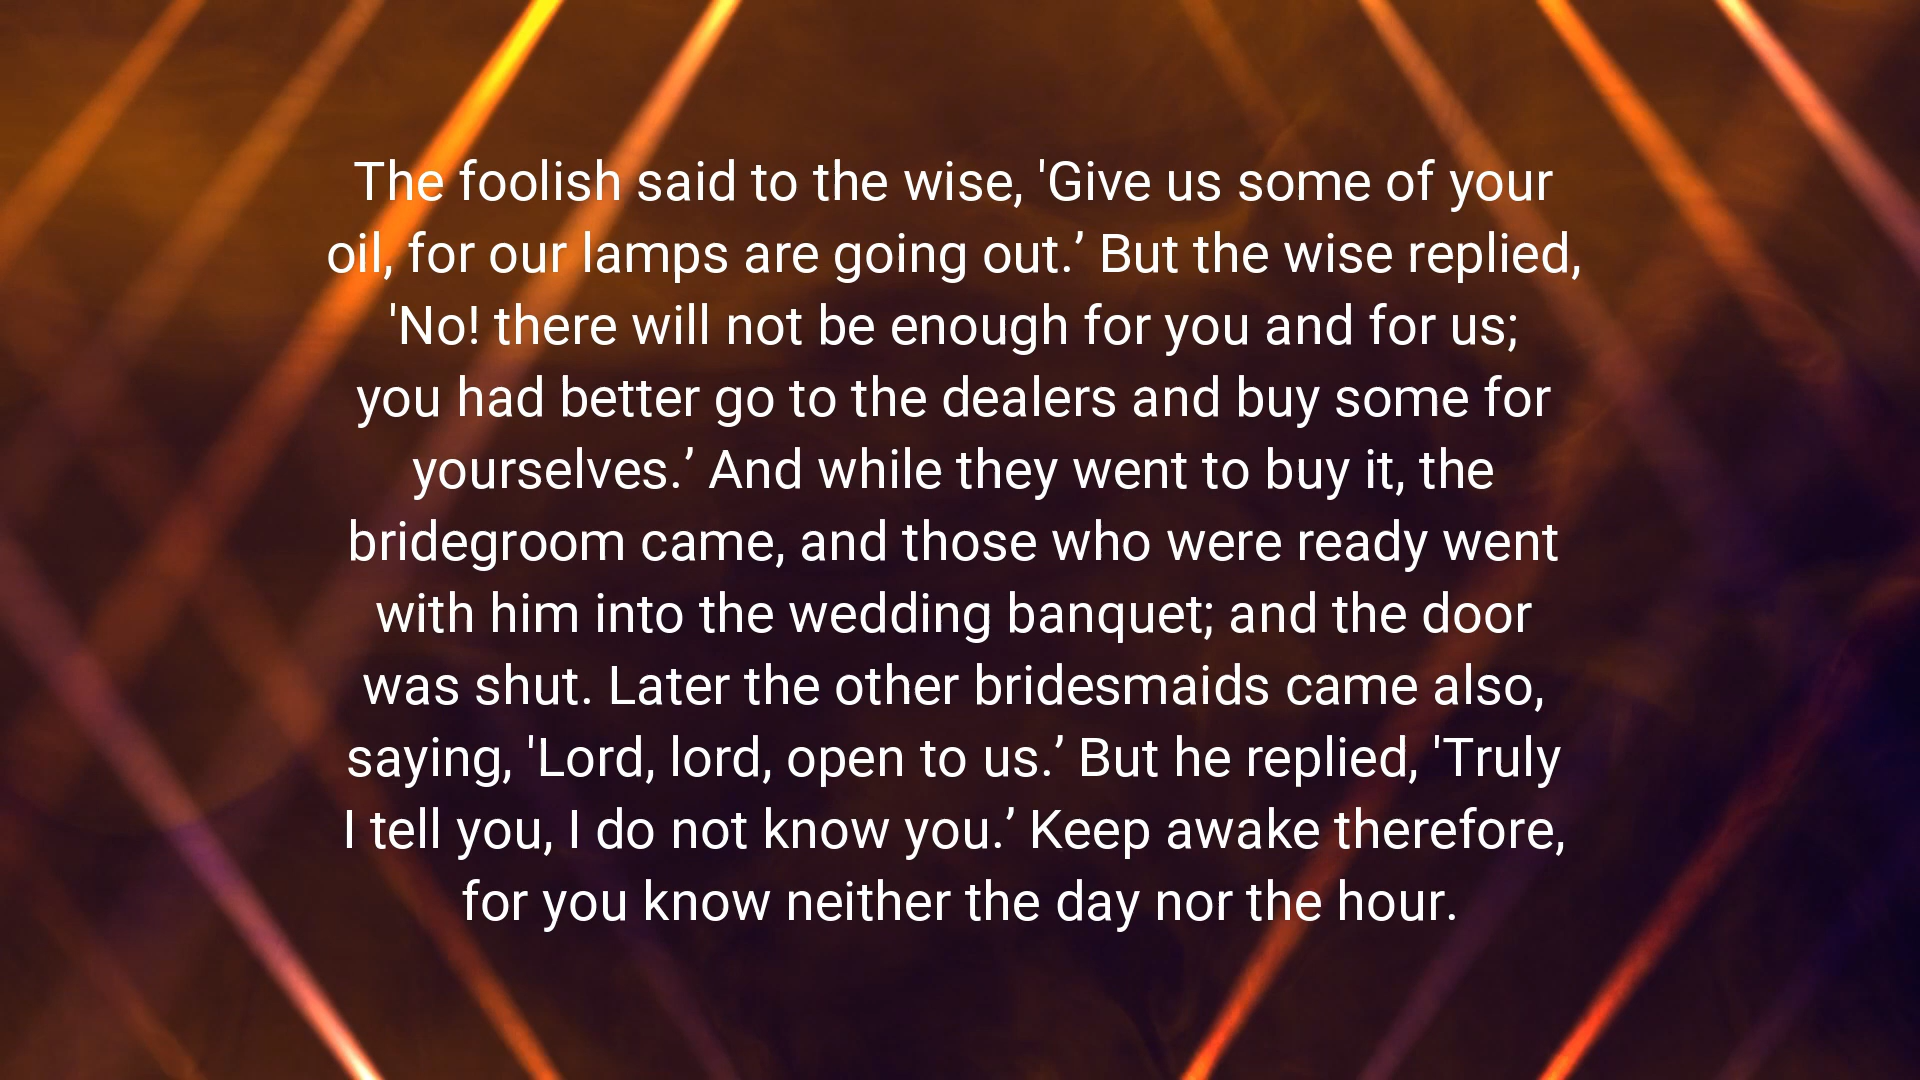 The foolish said to the wise, 'Give us some of your
oil, for our lamps are going out.’ But the wise replied,
'No! there will not be enough for you and for us;
you had better go to the dealers and buy some for
yourselves.’ And while they went to buy it, the
bridegroom came, and those who were ready went
with him into the wedding banquet; and the door
was shut. Later the other bridesmaids came also,
saying, 'Lord, lord, open to us.’ But he replied, 'Truly
I tell you, I do not know you.’ Keep awake therefore,
for you know neither the day nor the hour.